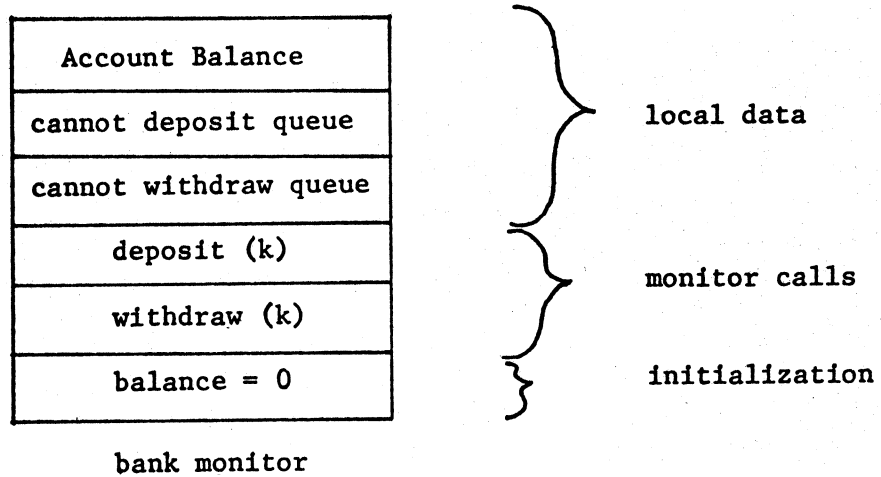 Account Balance
cannot deposit queue
cannot withdraw queue
deposit (k)
withdraw (k)
balance = 0
local data
monitor calls
initialization
bank monitor